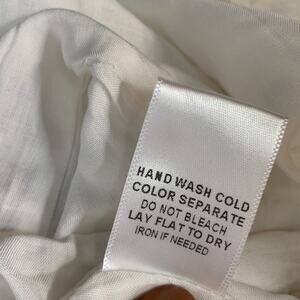 HAND WASH COLD
COLOR SEPARATE
DO NOT BLEACH
LAY FLAT TO DRY
IRON IF NEEDED